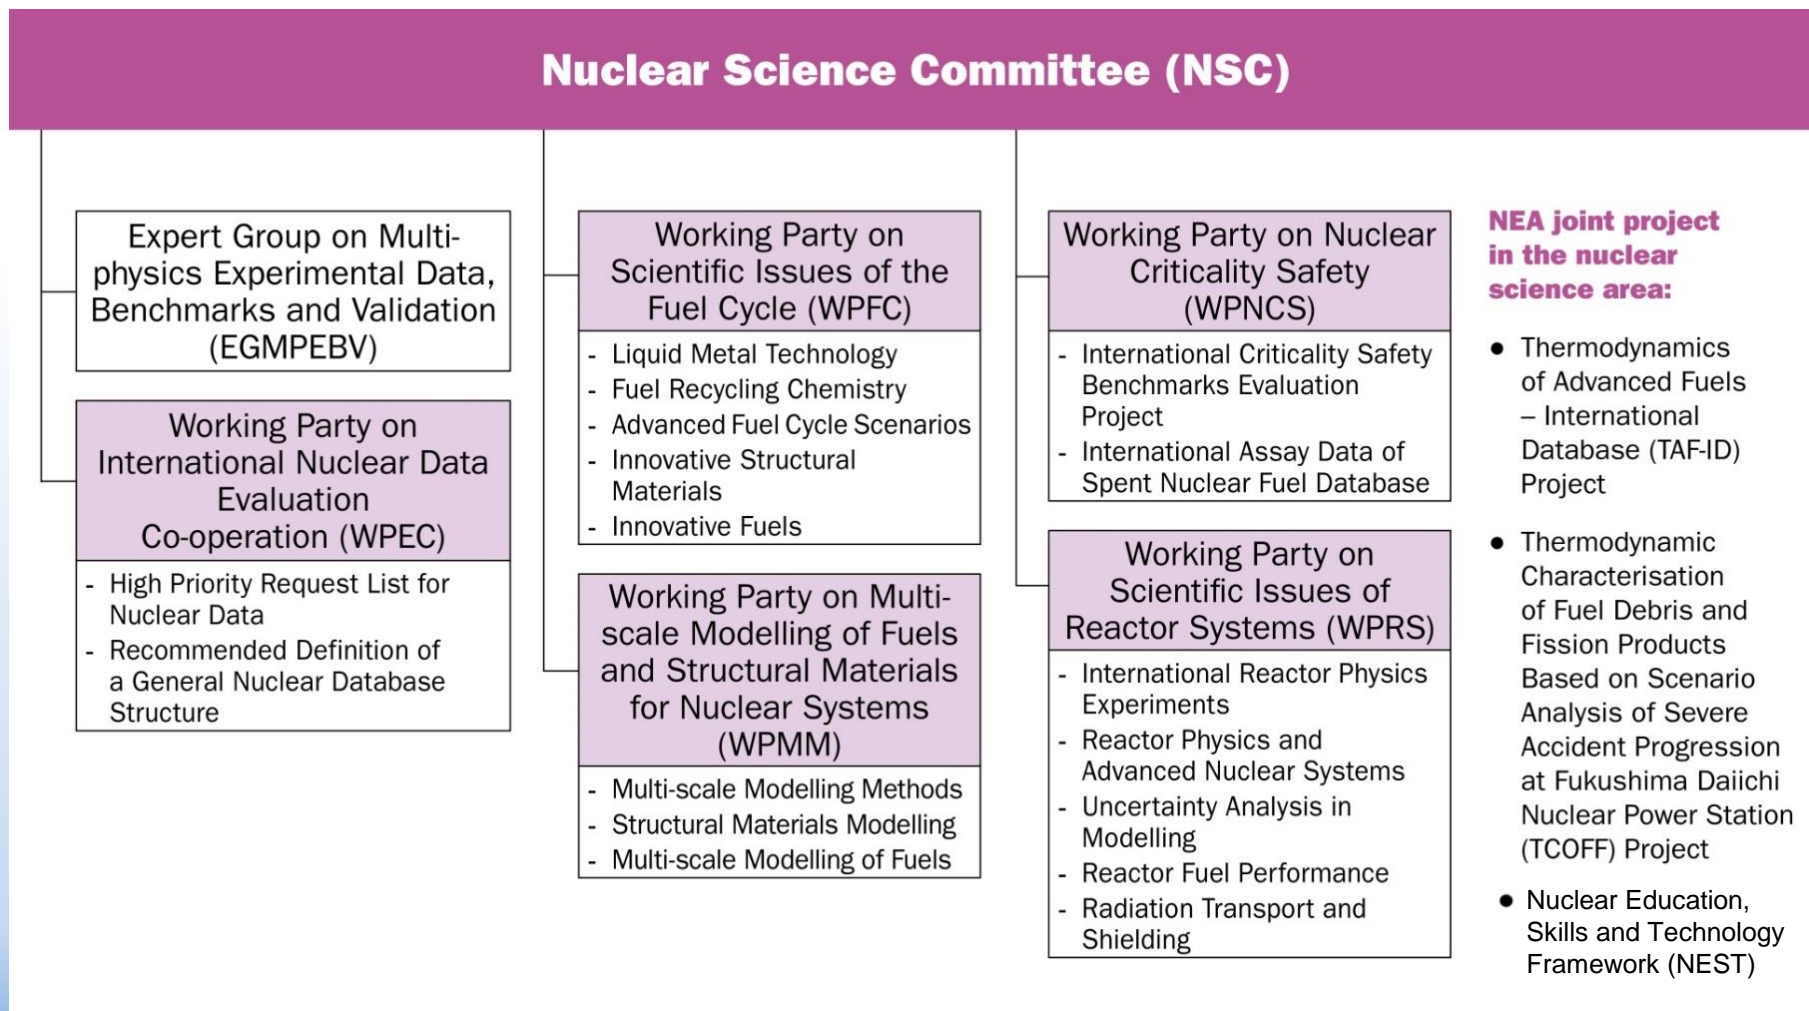 Nuclear Science Committee (NSC)
Expert Group on Multi-
physics Experimental Data,
Benchmarks and Validation
(EGMPEBV)
Working Party on
International Nuclear Data
Evaluation
Co-operation (WPEC)
- High Priority Request List for
Nuclear Data
- Recommended Definition of
a General Nuclear Database
Structure
Working Party on
Scientific Issues of the
Fuel Cycle (WPFC)
- Liquid Metal Technology
- Fuel Recycling Chemistry
- Advanced Fuel Cycle Scenarios
- Innovative Structural
Materials
- Innovative Fuels
Working Party on Multi-
scale Modelling of Fuels
and Structural Materials
for Nuclear Systems
(WPMM)
- Multi-scale Modelling Methods
- Structural Materials Modelling
- Multi-scale Modelling of Fuels
Working Party on Nuclear
Criticality Safety
(WPNCS)
- International Criticality Safety
Benchmarks Evaluation
Project
- International Assay Data of
Spent Nuclear Fuel Database
Working Party on
Scientific Issues of
Reactor Systems (WPRS)
- International Reactor Physics
Experiments
- Reactor Physics and
Advanced Nuclear Systems
- Uncertainty Analysis in
Modelling
- Reactor Fuel Performance
- Radiation Transport and
Shielding
NEA joint project
in the nuclear
science area:
● Thermodynamics
of Advanced Fuels
– International
Database (TAF-ID)
Project
● Thermodynamic
Characterisation
of Fuel Debris and
Fission Products
Based on Scenario
Analysis of Severe
Accident Progression
at Fukushima Daiichi
Nuclear Power Station
(TCOFF) Project
● Nuclear Education,
Skills and Technology
Framework (NEST)